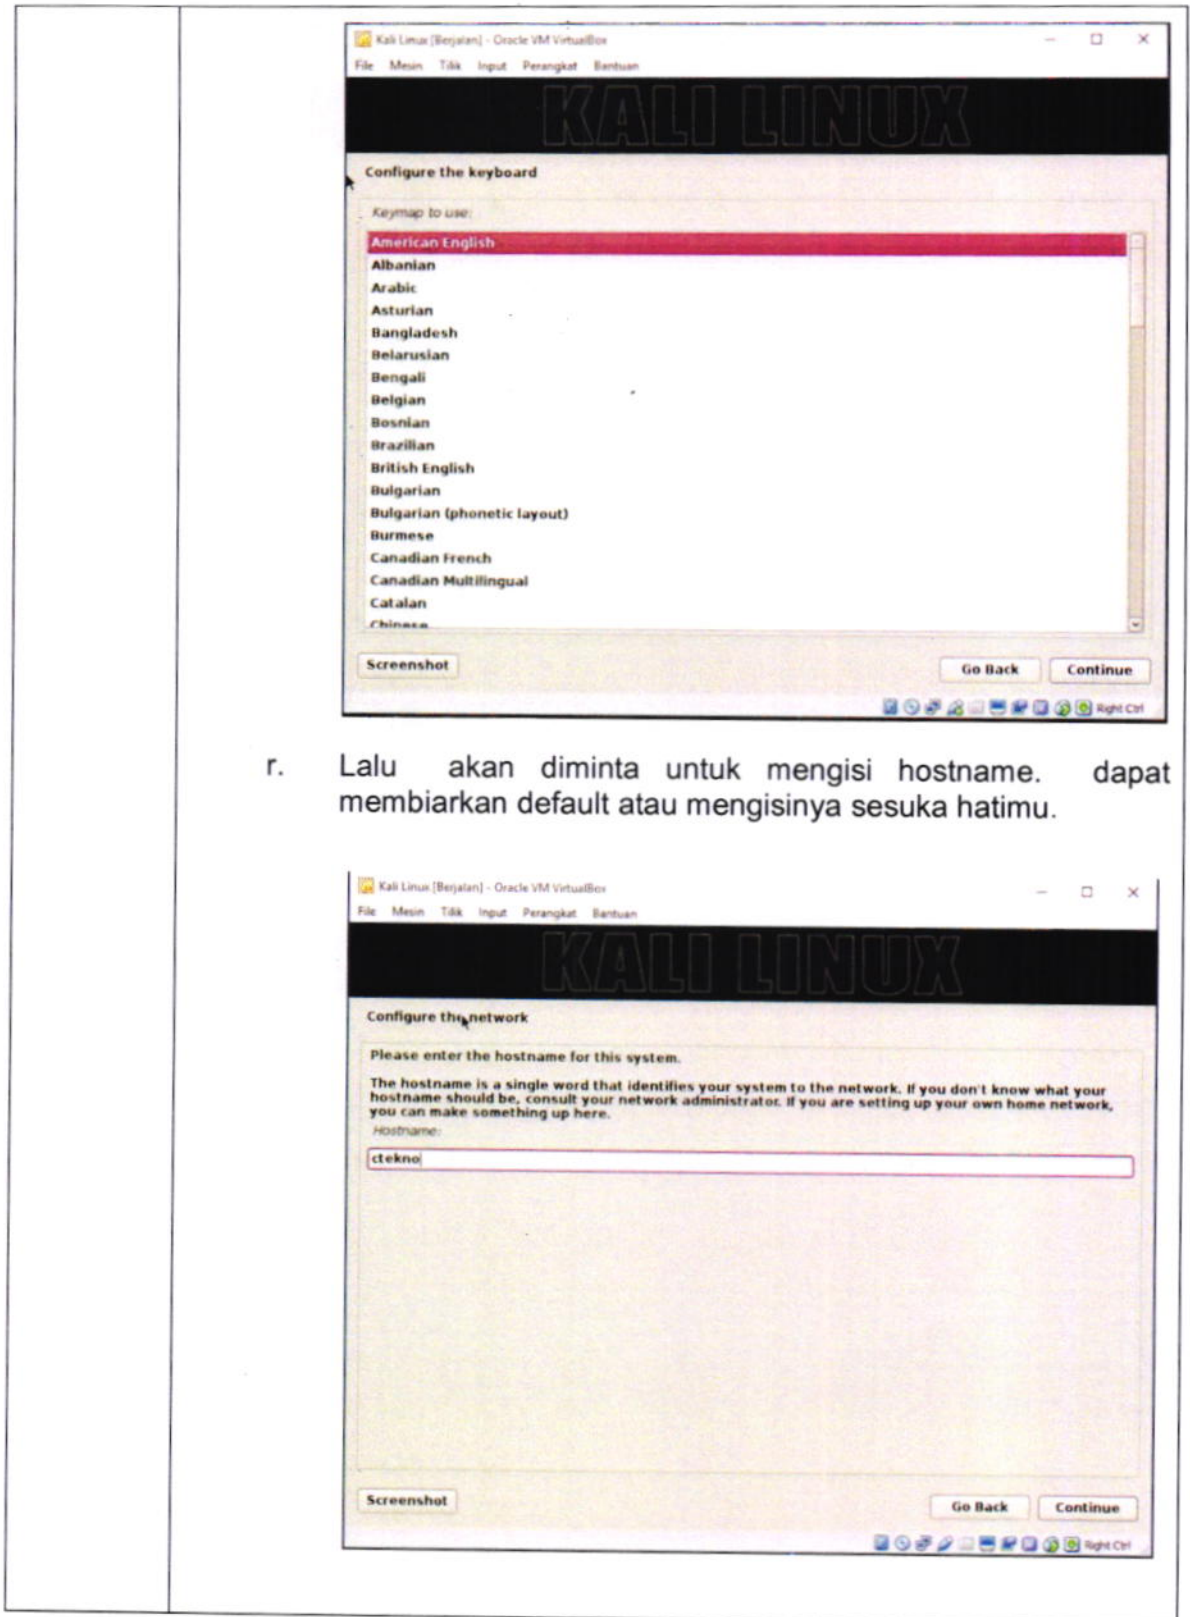 Kali Linux [Berjalan] - Oracle VM VirtualBox
File Mesin Tilik Input Perangkat Bantuan
KALI LINUX
Configure the keyboard
Keymap to use:
American English
Albanian
Arabic
Asturian
Bangladesh
Belarusian
Bengali
Belgian
Bosnian
Brazilian
British English
Bulgarian
Bulgarian (phonetic layout)
Burmese
Canadian French
Canadian Multilingual
Catalan
Chinese
Screenshot Go Back Continue
Right Ctrl
r. Lalu akan diminta untuk mengisi hostname. dapat
membiarkan default atau mengisinya sesuka hatimu.
Kali Linux [Berjalan] - Oracle VM VirtualBox
File Mesin Tilik Input Perangkat Bantuan
KALI LINUX
Configure the network
Please enter the hostname for this system.
The hostname is a single word that identifies your system to the network. If you don't know what your
hostname should be, consult your network administrator. If you are setting up your own home network,
you can make something up here.
Hostname:
ctekno
Screenshot Go Back Continue
Right Ctrl